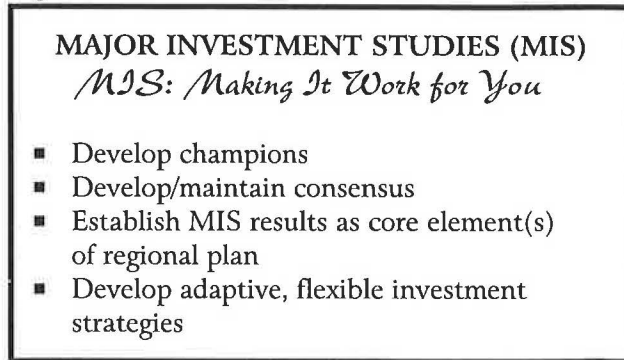 MAJOR INVESTMENT STUDIES (MIS)
MIS: Making It Work for You
▪ Develop champions
▪ Develop/maintain consensus
▪ Establish MIS results as core element(s)
of regional plan
▪ Develop adaptive, flexible investment
strategies